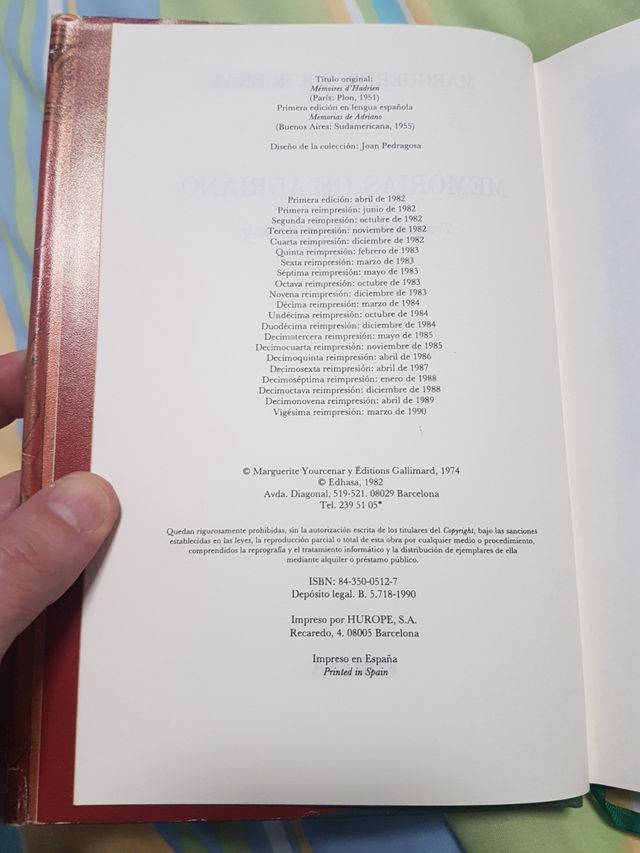 Título original:
Mémoires d'Hadrien
(París: Plon, 1951)
Primera edición en lengua española
Memorias de Adriano
(Buenos Aires: Sudamericana, 1955)
Diseño de la colección: Joan Pedragosa
Primera edición: abril de 1982
Primera reimpresión: junio de 1982
Segunda reimpresión: octubre de 1982
Tercera reimpresión: noviembre de 1982
Cuarta reimpresión: diciembre de 1982
Quinta reimpresión: febrero de 1983
Sexta reimpresión: marzo de 1983
Séptima reimpresión: mayo de 1983
Octava reimpresión: octubre de 1983
Novena reimpresión: diciembre de 1983
Décima reimpresión: marzo de 1984
Undécima reimpresión: octubre de 1984
Duodécima reimpresión: diciembre de 1984
Decimotercera reimpresión: mayo de 1985
Decimocuarta reimpresión: noviembre de 1985
Decimoquinta reimpresión: abril de 1986
Decimosexta reimpresión: abril de 1987
Decimoséptima reimpresión: enero de 1988
Decimoctava reimpresión: diciembre de 1988
Decimonovena reimpresión: abril de 1989
Vigésima reimpresión: marzo de 1990
© Marguerite Yourcenar y Éditions Gallimard, 1974
© Edhasa, 1982
Avda. Diagonal, 519-521. 08029 Barcelona
Tel. 239 51 05*
Quedan rigurosamente prohibidas, sin la autorización escrita de los titulares del Copyright, bajo las sanciones
establecidas en las leyes, la reproducción parcial o total de esta obra por cualquier medio o procedimiento,
comprendidos la reprografía y el tratamiento informático y la distribución de ejemplares de ella
mediante alquiler o préstamo público.
ISBN: 84-350-0512-7
Depósito legal. B. 5.718-1990
Impreso por HUROPE, S.A.
Recaredo, 4. 08005 Barcelona
Impreso en España
Printed in Spain